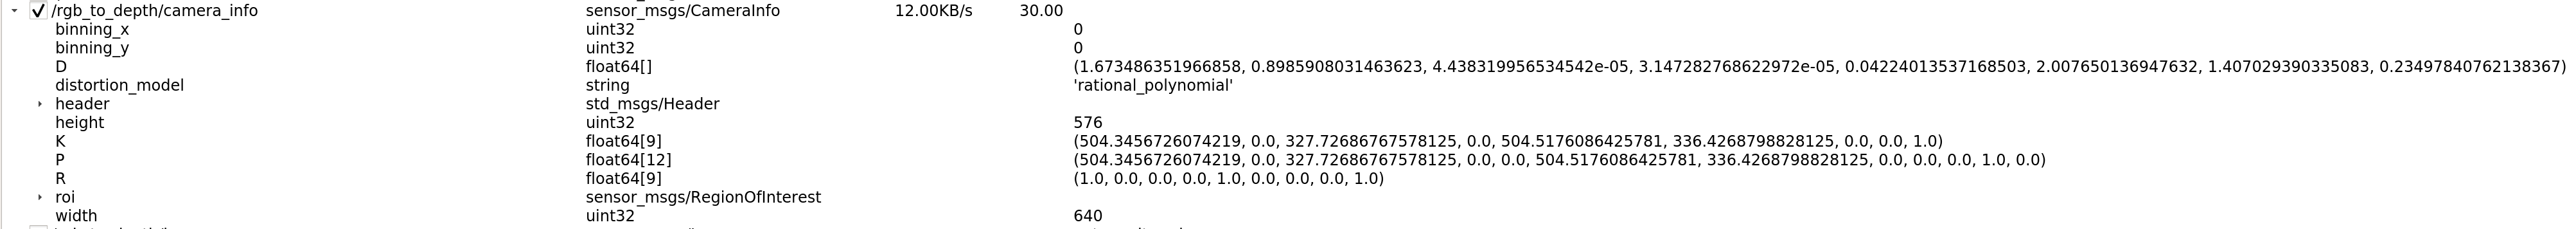 /rgb_to_depth/camera_info sensor_msgs/CameraInfo 12.00KB/s 30.00
binning_x uint32 0
binning_y uint32 0
D float64[] (1.673486351966858, 0.8985908031463623, 4.438319956534542e-05, 3.147282768622972e-05, 0.04224013537168503, 2.007650136947632, 1.407029390335083, 0.23497840762138367)
distortion_model string 'rational_polynomial'
header std_msgs/Header
height uint32 576
K float64[9] (504.3456726074219, 0.0, 327.72686767578125, 0.0, 504.5176086425781, 336.4268798828125, 0.0, 0.0, 1.0)
P float64[12] (504.3456726074219, 0.0, 327.72686767578125, 0.0, 0.0, 504.5176086425781, 336.4268798828125, 0.0, 0.0, 0.0, 1.0, 0.0)
R float64[9] (1.0, 0.0, 0.0, 0.0, 1.0, 0.0, 0.0, 0.0, 1.0)
roi sensor_msgs/RegionOfInterest
width uint32 640